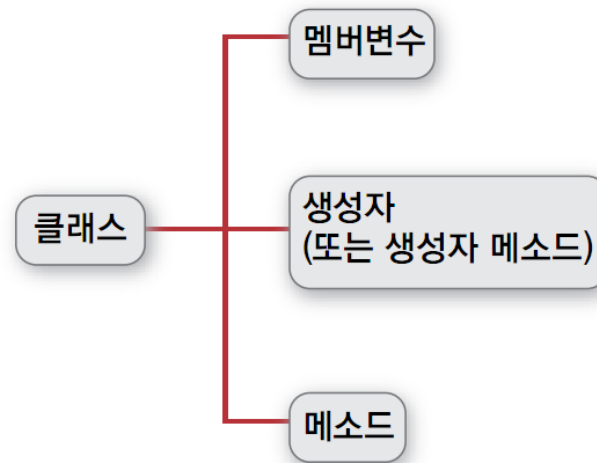 멤버변수
클래스
생성자
(또는 생성자 메소드)
메소드